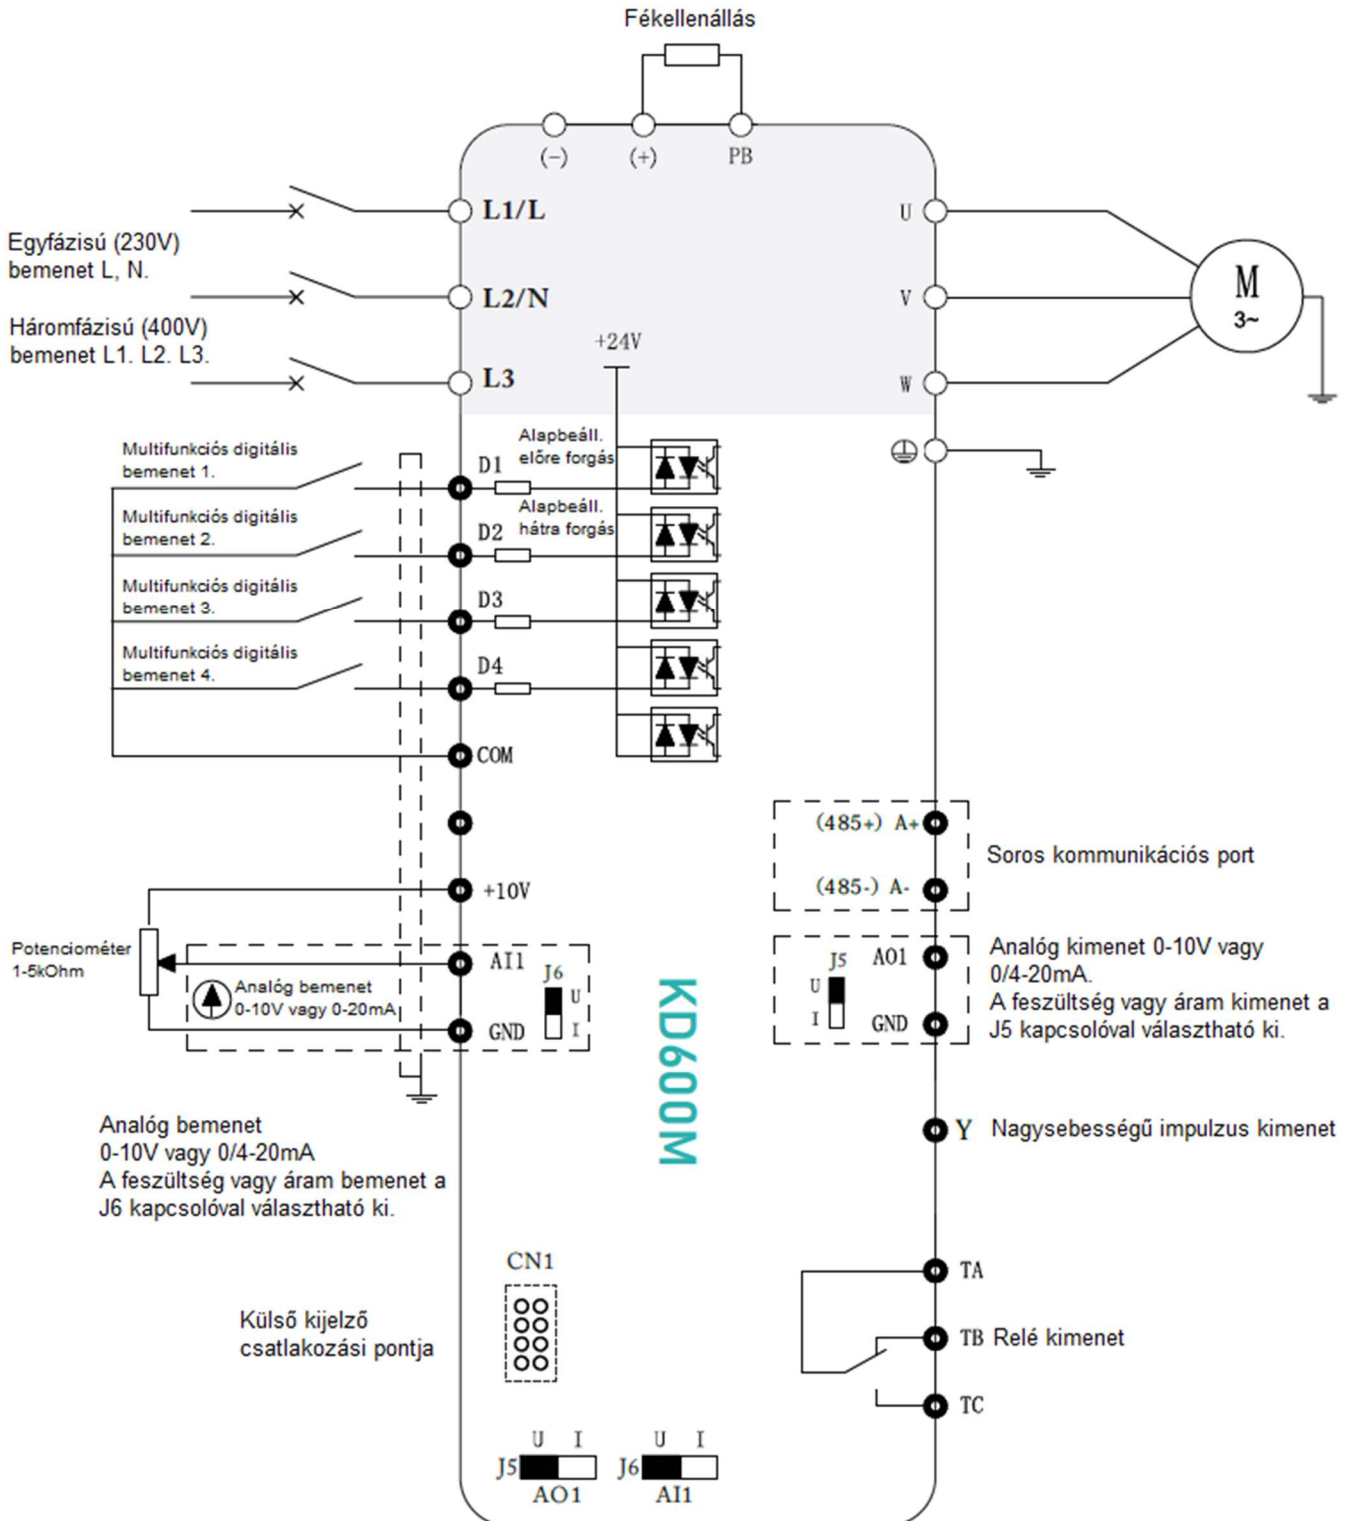 Fékellenállás
(-)
(+)
PB
L1/L
U
Egyfázisú (230V)
bemenet L, N.
L2/N
V
M
3~
Háromfázisú (400V)
bemenet L1. L2. L3.
+24V
L3
W
Multifunkciós digitális
bemenet 1.
D1
Alapbeáll.
előre forgás
Multifunkciós digitális
bemenet 2.
D2
Alapbeáll.
hátra forgás
Multifunkciós digitális
bemenet 3.
D3
Multifunkciós digitális
bemenet 4.
D4
COM
(485+) A+
(485-) A-
Soros kommunikációs port
+10V
Potenciométer
1-5kOhm
Analóg bemenet
0-10V vagy 0-20mA
AI1
GND
J6
U
I
J5
U
I
AO1
GND
Analóg kimenet 0-10V vagy
0/4-20mA.
A feszültség vagy áram kimenet a
J5 kapcsolóval választható ki.
KD600M
Analóg bemenet
0-10V vagy 0/4-20mA
A feszültség vagy áram bemenet a
J6 kapcsolóval választható ki.
Y
Nagysebességű impulzus kimenet
CN1
Külső kijelző
csatlakozási pontja
TA
TB
Relé kimenet
TC
U I
J5
AO1
U I
J6
AI1